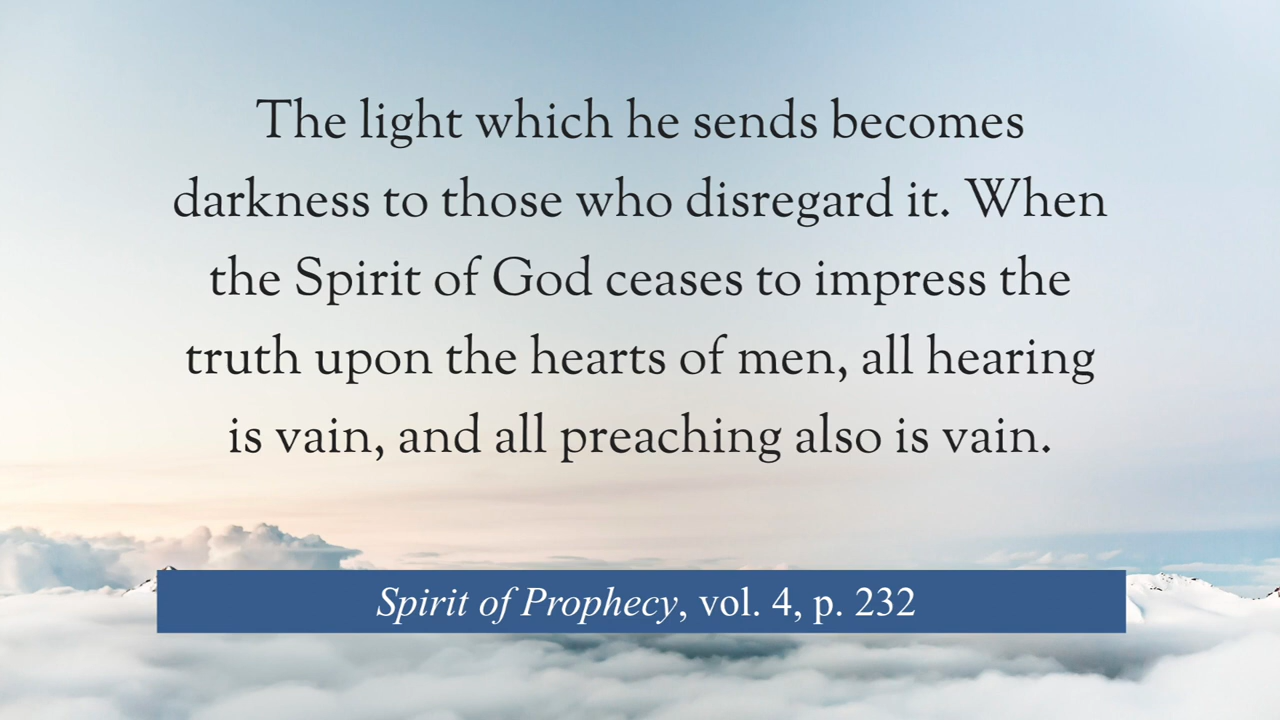 The light which he sends becomes
darkness to those who disregard it. When
the Spirit of God ceases to impress the
truth upon the hearts of men, all hearing
is vain, and all preaching also is vain.
Spirit of Prophecy, vol. 4, p. 232